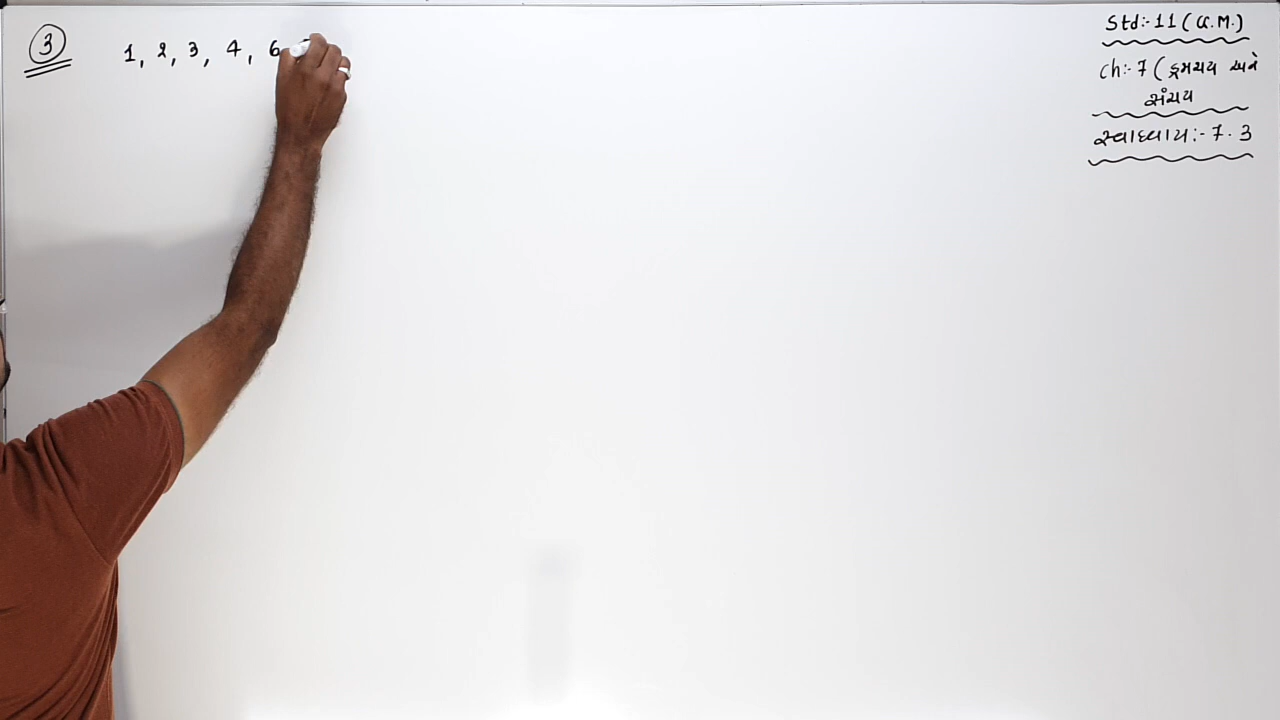 ③ 1, 2, 3, 4, 6
Std:- 11 (G.M.)
ch:- 7 (ક્રમચય અને
સંચય
સ્વાધ્યાય:- 7.3